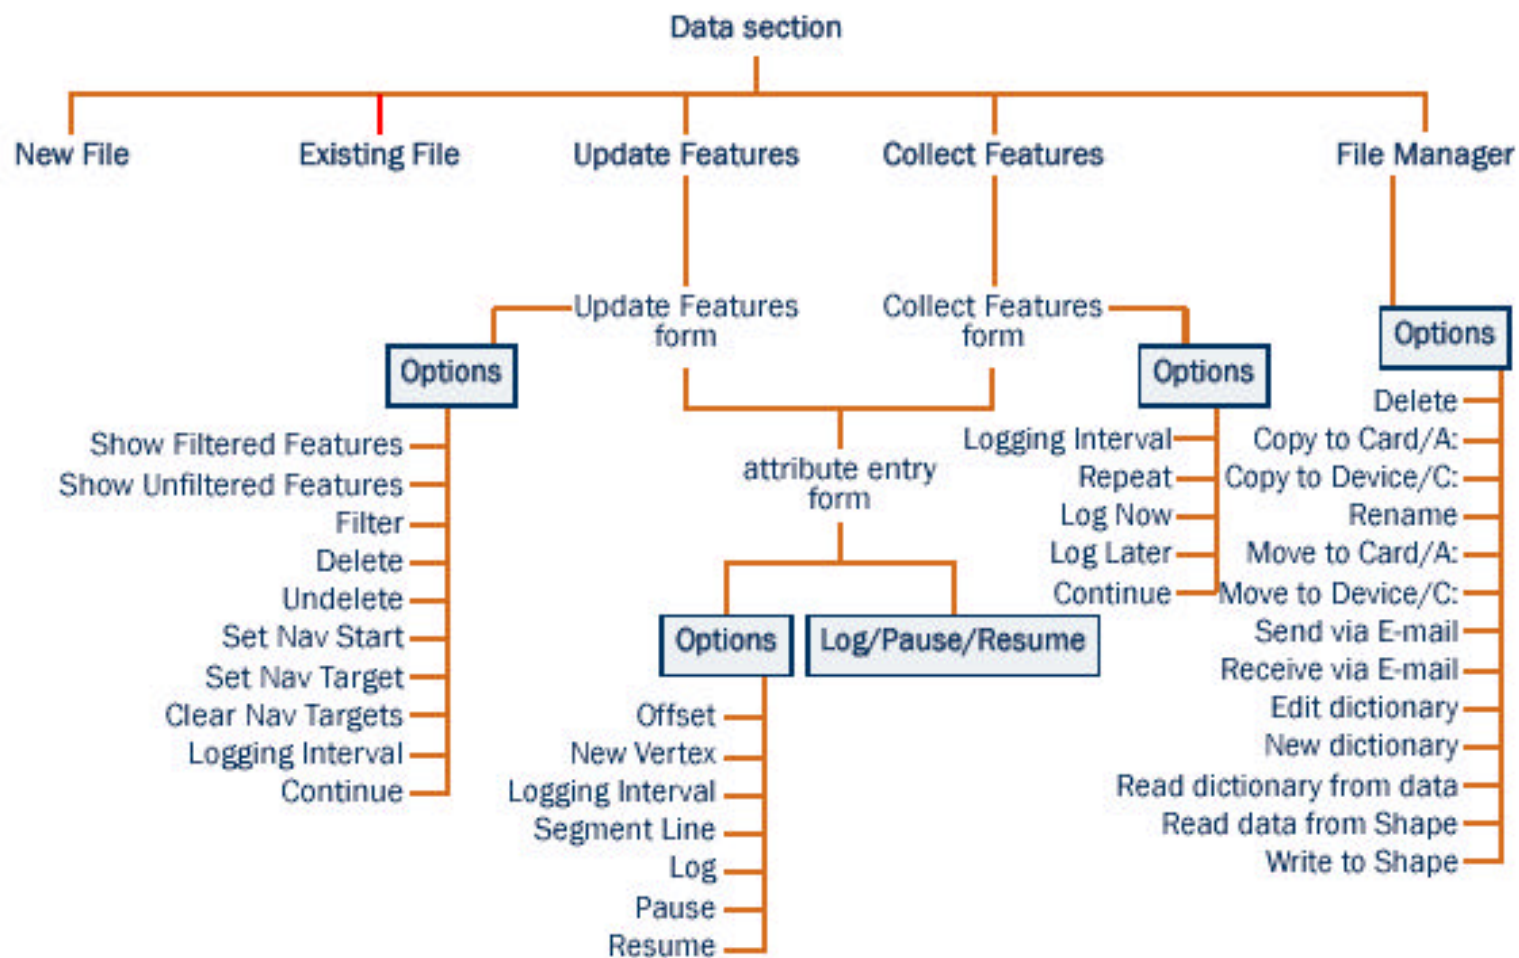 Data section
New File
Existing File
Update Features
Collect Features
File Manager
Update Features
form
Options
Show Filtered Features
Show Unfiltered Features
Filter
Delete
Undelete
Set Nav Start
Set Nav Target
Clear Nav Targets
Logging Interval
Continue
Collect Features
form
Options
Logging Interval
Repeat
Log Now
Log Later
Continue
attribute entry
form
Options
Log/Pause/Resume
Offset
New Vertex
Logging Interval
Segment Line
Log
Pause
Resume
Options
Delete
Copy to Card/A:
Copy to Device/C:
Rename
Move to Card/A:
Move to Device/C:
Send via E-mail
Receive via E-mail
Edit dictionary
New dictionary
Read dictionary from data
Read data from Shape
Write to Shape